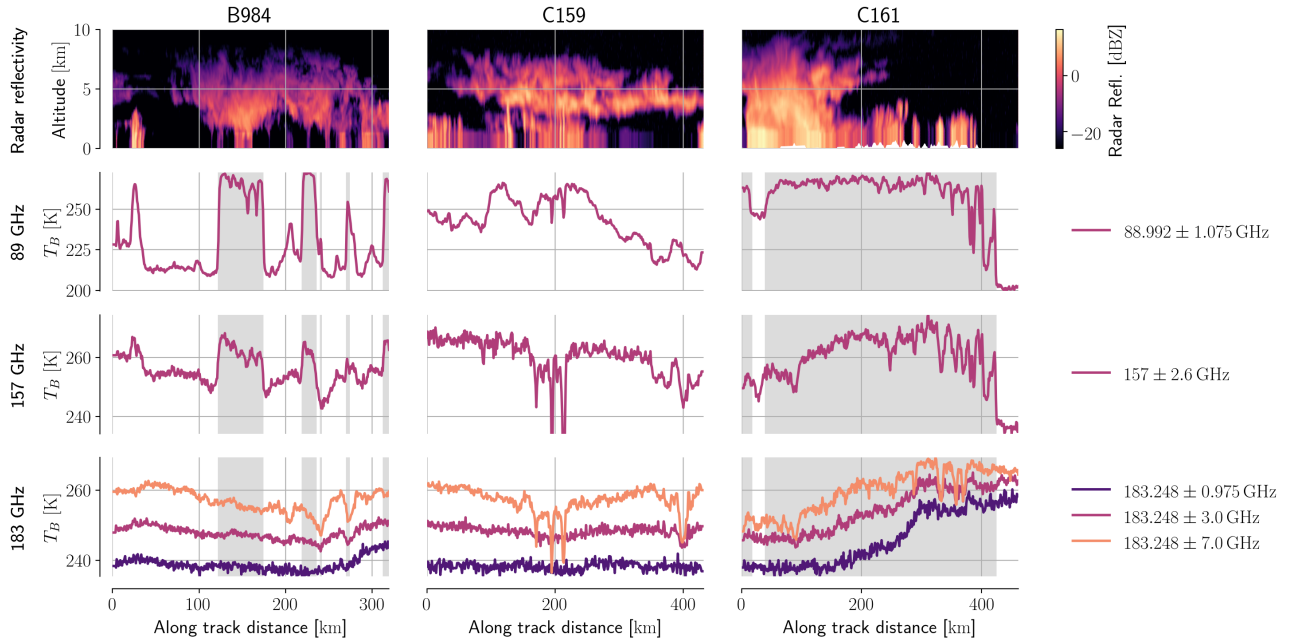 B984
C159
C161
Radar reflectivity
Altitude [km]
10
5
0
0
−20
Radar Refl. [dBZ]
89 GHz
T_B [K]
250
225
200
88.992 ± 1.075 GHz
157 GHz
T_B [K]
260
240
157 ± 2.6 GHz
183 GHz
T_B [K]
260
240
183.248 ± 0.975 GHz
183.248 ± 3.0 GHz
183.248 ± 7.0 GHz
0 100 200 300
0 200 400
0 200 400
Along track distance [km]
Along track distance [km]
Along track distance [km]